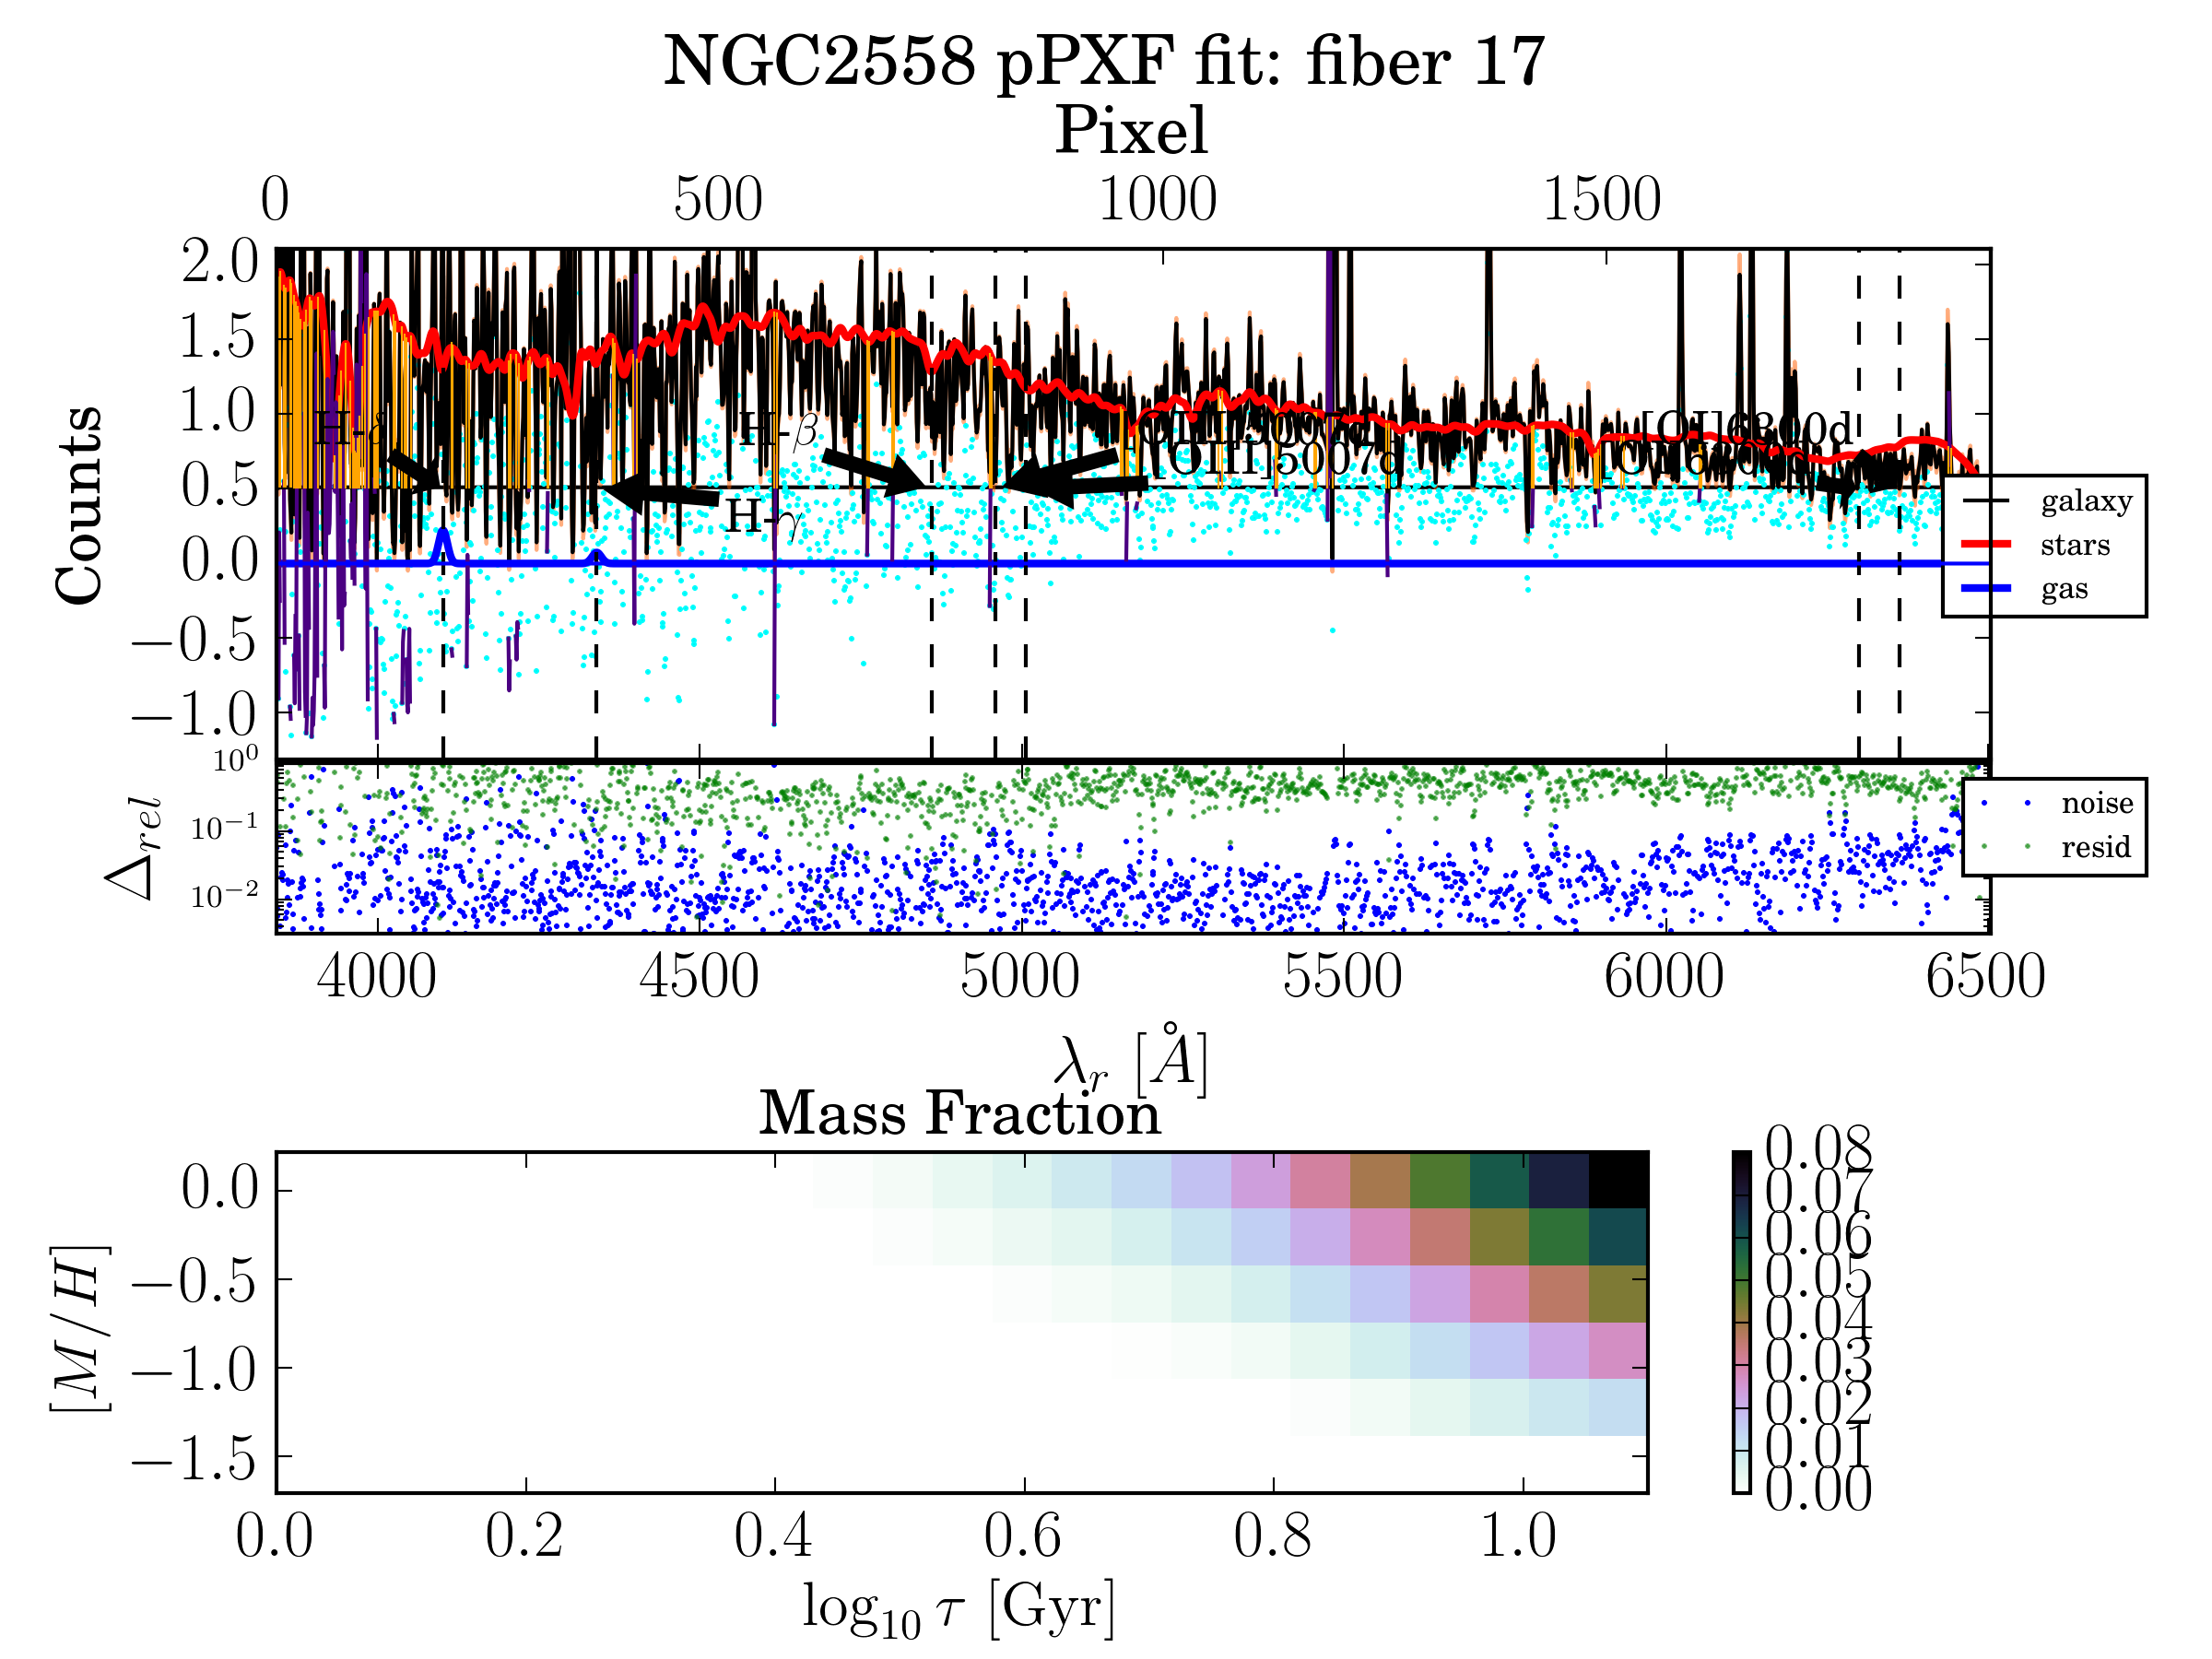 NGC2558 pPXF fit: fiber 17
Pixel
0 500 1000 1500
Counts
2.0
1.5
1.0
0.5
0.0
−0.5
−1.0
H-δ
H-β
H-γ
[OIII]5007d
[OI]6300d
galaxy
stars
gas
Δrel
10⁰
10⁻¹
10⁻²
noise
resid
4000 4500 5000 5500 6000 6500
λr [Å]
Mass Fraction
[M/H]
0.0
−0.5
−1.0
−1.5
0.0 0.2 0.4 0.6 0.8 1.0
log₁₀ τ [Gyr]
0.08
0.07
0.06
0.05
0.04
0.03
0.02
0.01
0.00